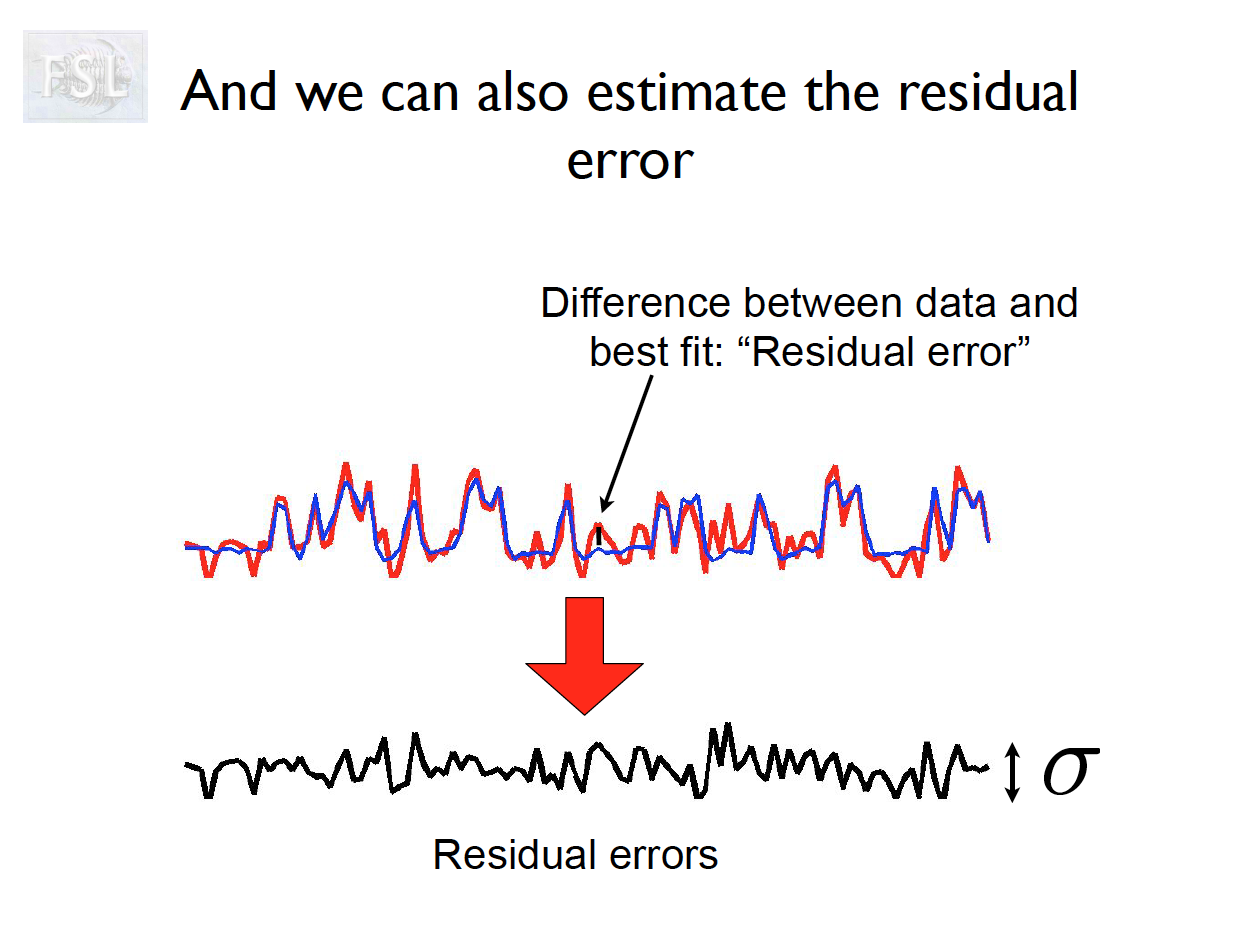 FSL
And we can also estimate the residual
error
Difference between data and
best fit: “Residual error”
σ
Residual errors